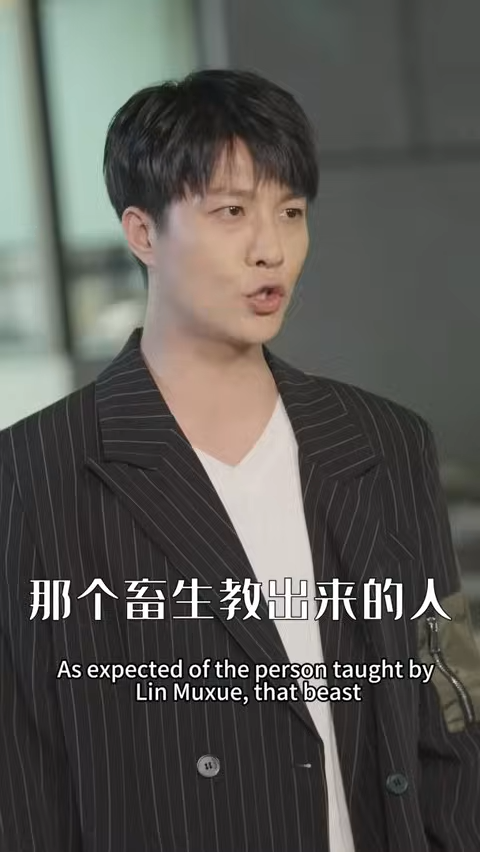 那个畜生教出来的人
As expected of the person taught by
Lin Muxue, that beast